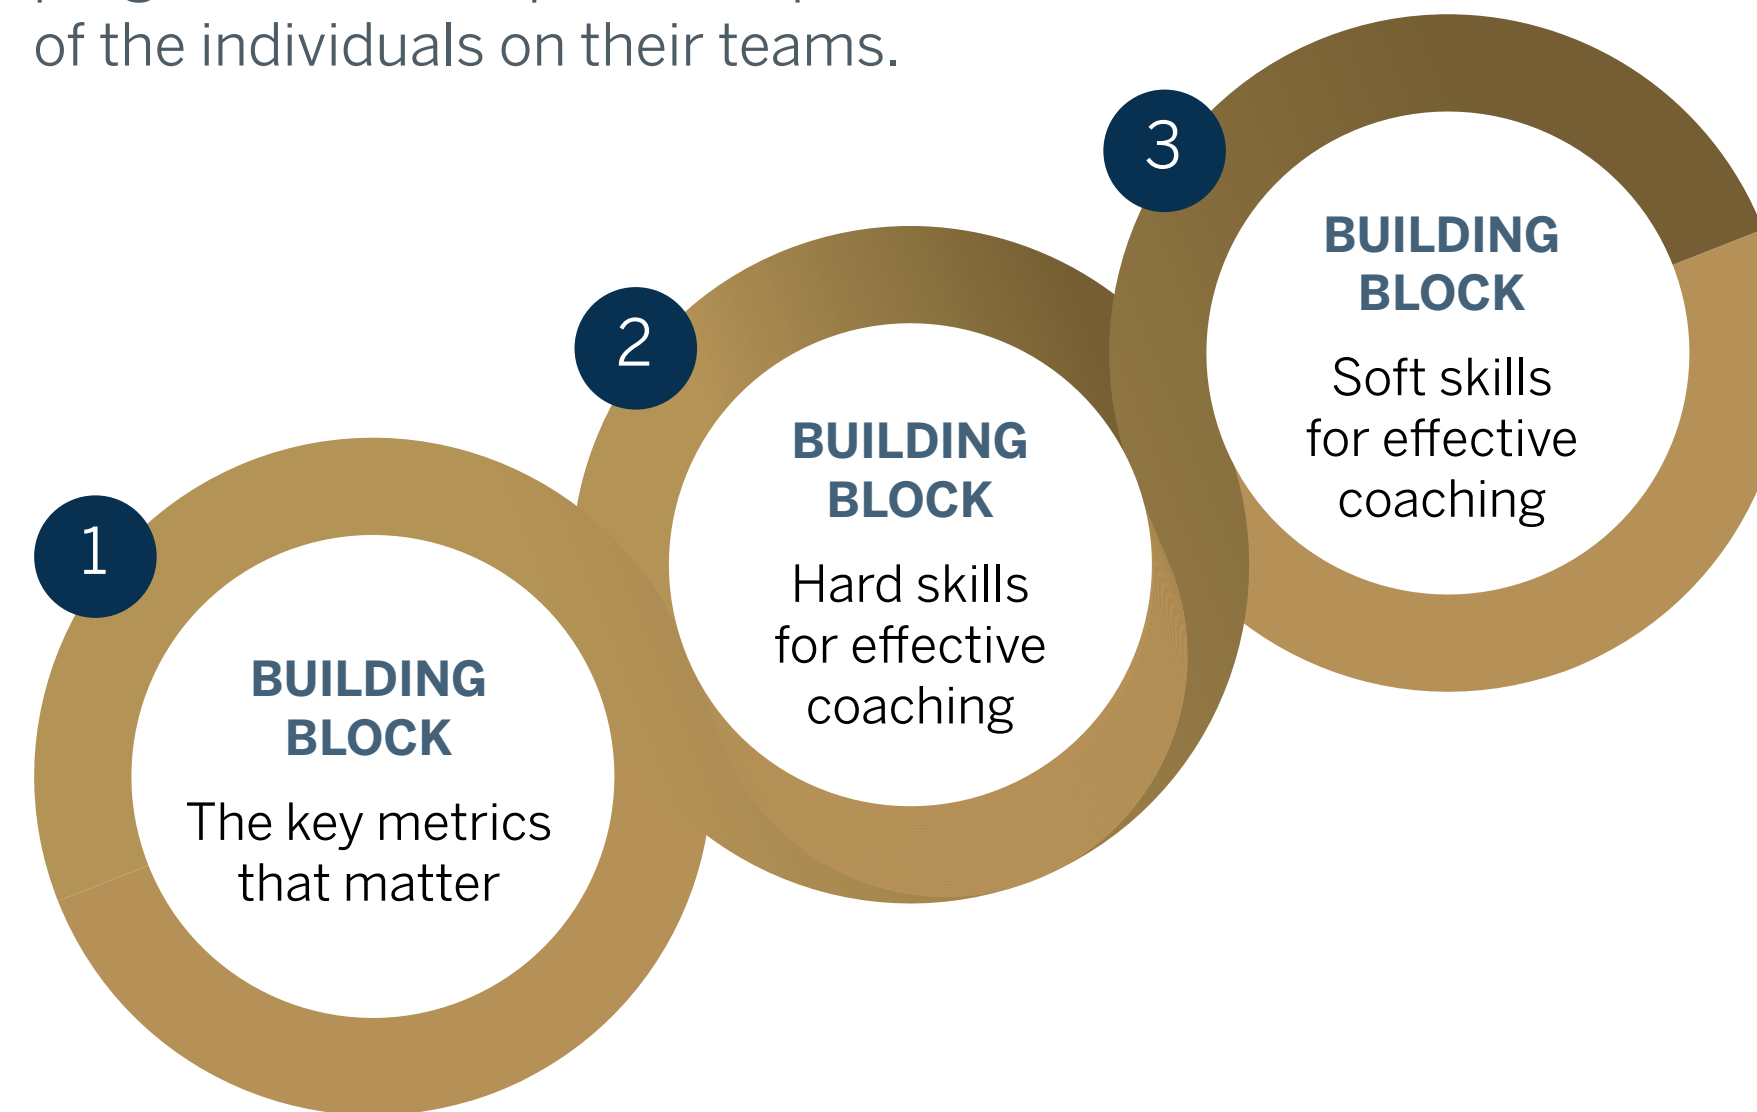 of the individuals on their teams.
3
BUILDING
BLOCK
Soft skills
for effective
coaching
2
BUILDING
BLOCK
Hard skills
for effective
coaching
1
BUILDING
BLOCK
The key metrics
that matter